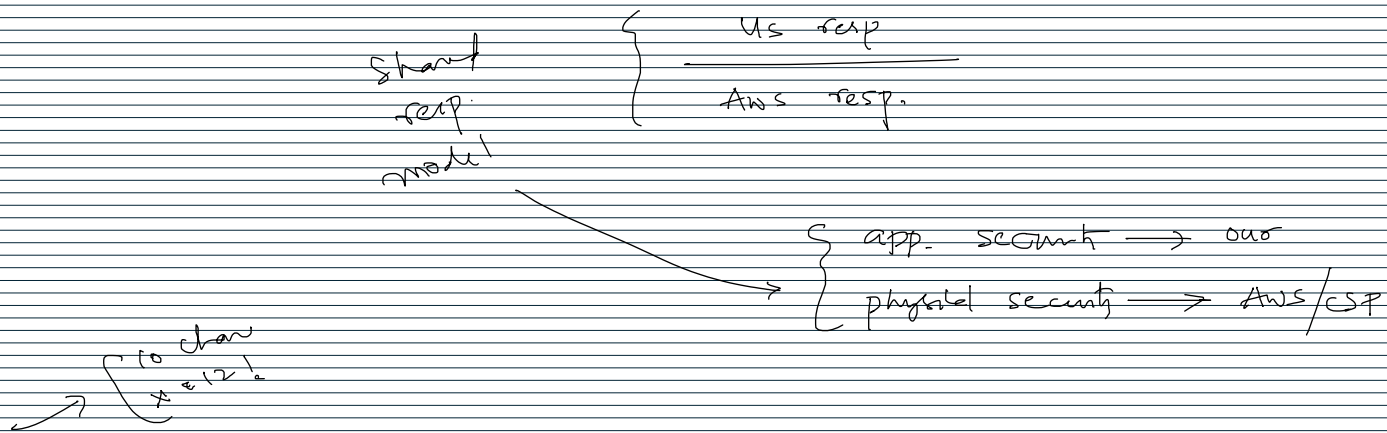 shared
resp.
model
Us resp
Aws resp.
app. security → our
physical security → AWS/CSP
10 char